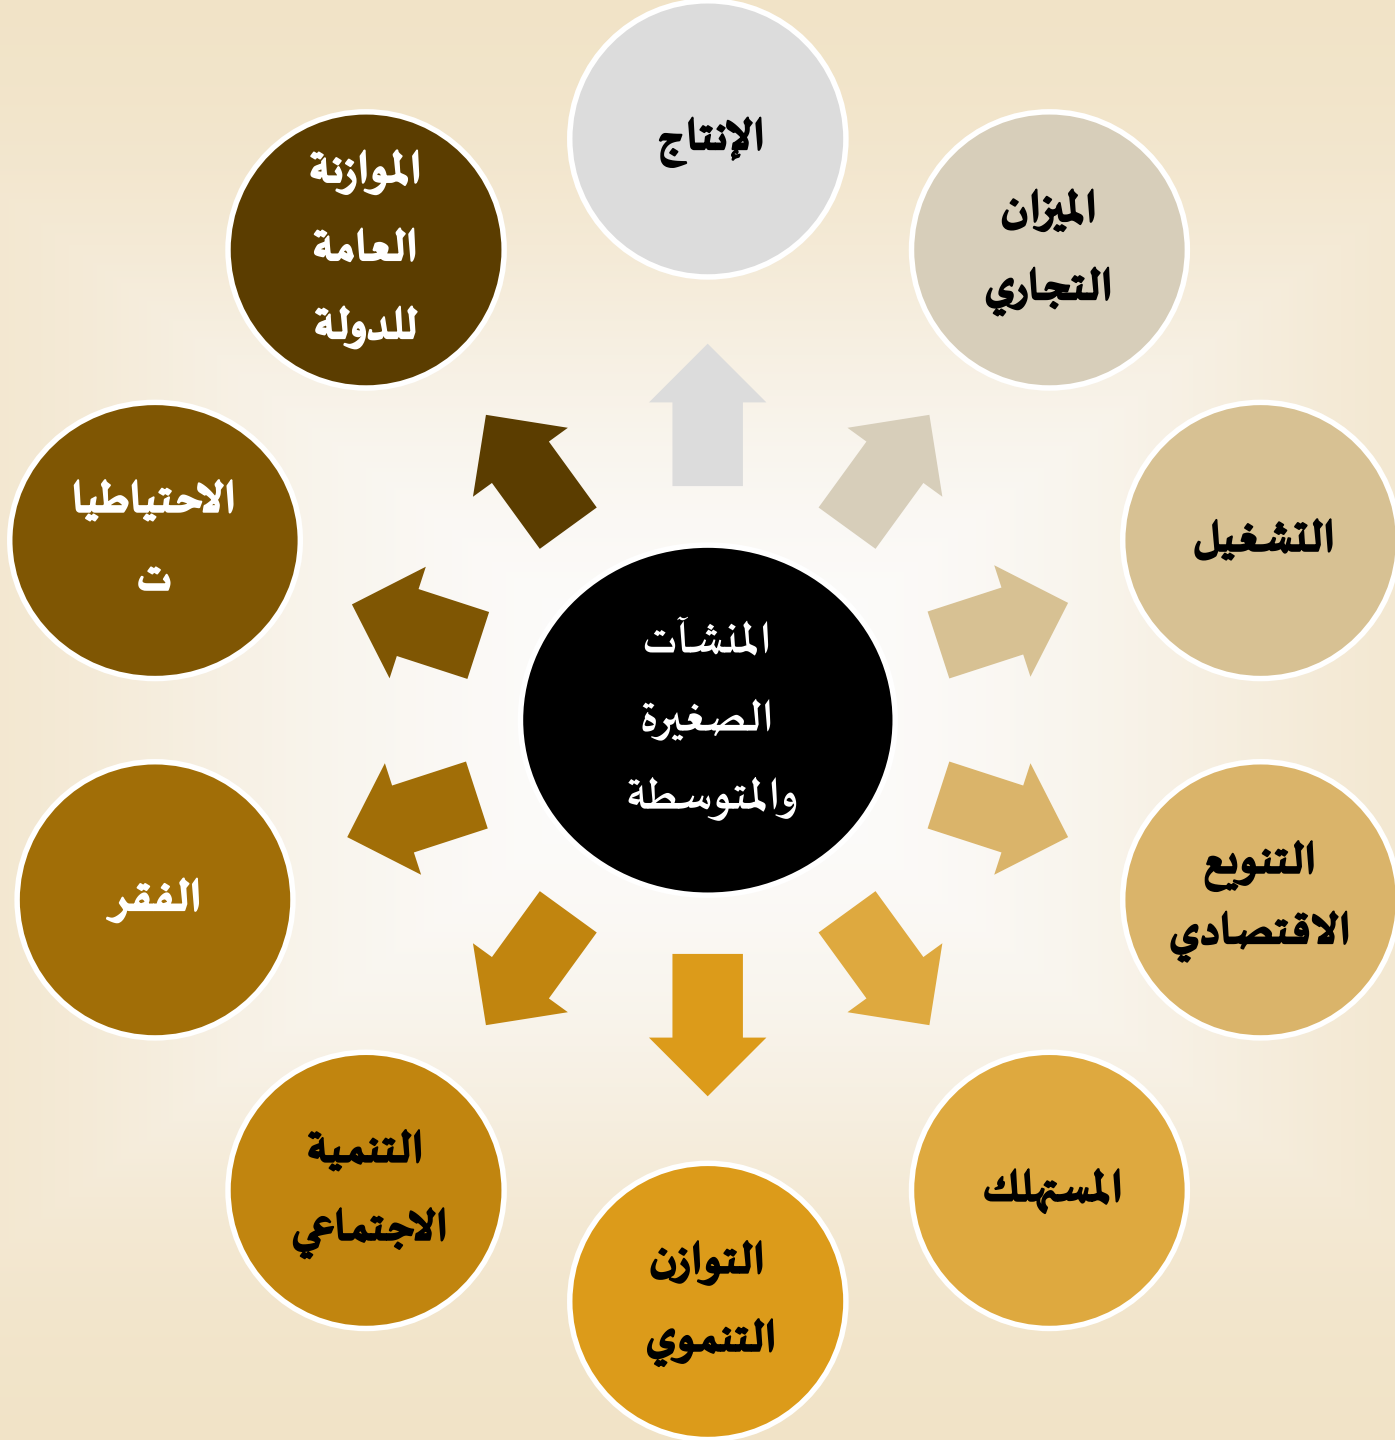 الإنتاج
الميزان
التجاري
التشغيل
التنويع
الاقتصادي
المستهلك
التوازن
التنموي
التنمية
الاجتماعي
الفقر
الاحتياطيا
ت
الموازنة
العامة
للدولة
المنشآت
الصغيرة
والمتوسطة